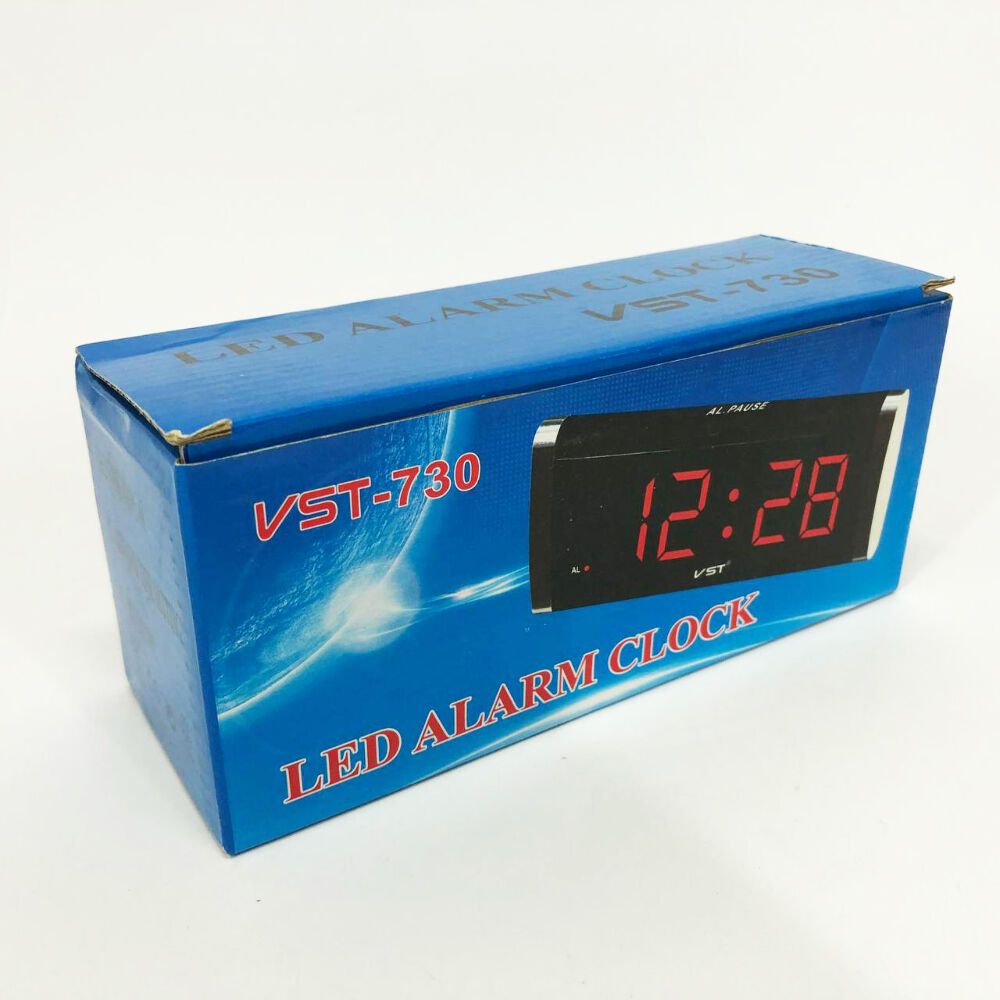 LED ALARM CLOCK
VST-730
VST-730
AL.PAUSE
12:28
AL
VST
LED ALARM CLOCK